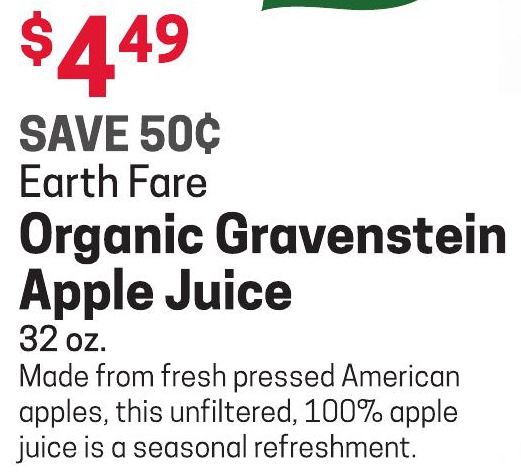 $4.49
SAVE 50¢
Earth Fare
Organic Gravenstein
Apple Juice
32 oz.
Made from fresh pressed American
apples, this unfiltered, 100% apple
juice is a seasonal refreshment.